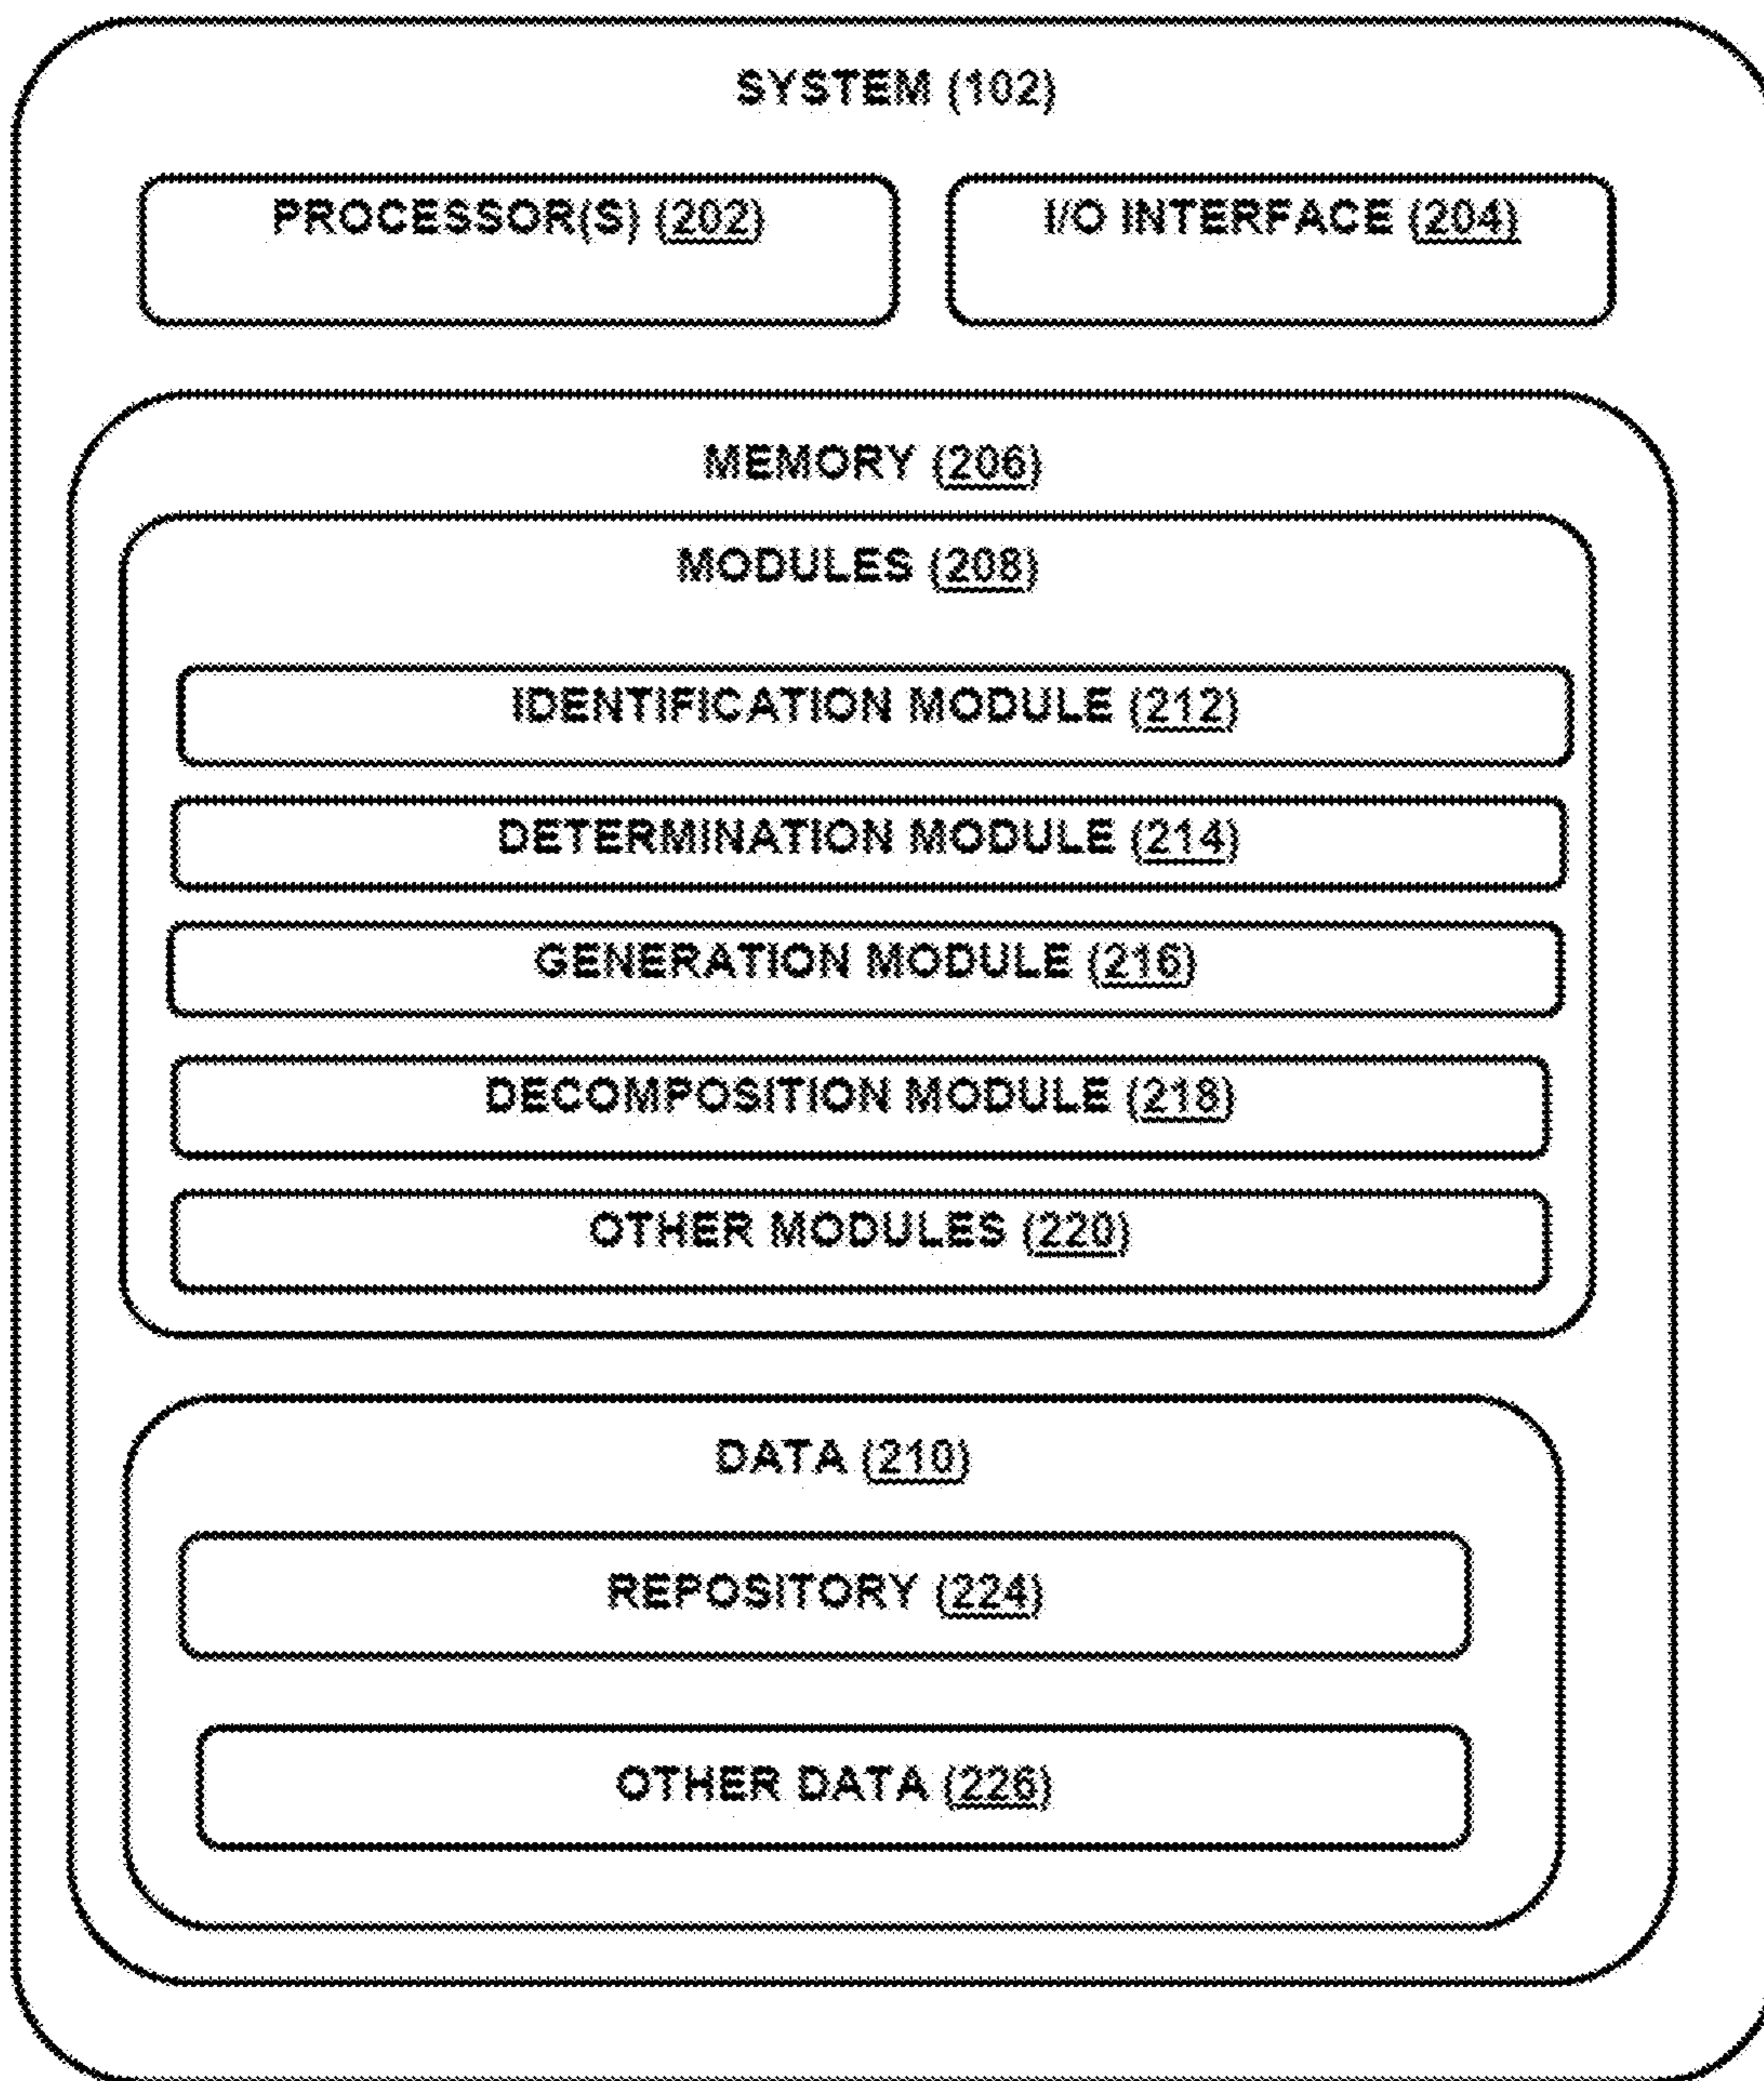 SYSTEM (102)
PROCESSOR(S) (202)
I/O INTERFACE (204)
MEMORY (206)
MODULES (208)
IDENTIFICATION MODULE (212)
DETERMINATION MODULE (214)
GENERATION MODULE (216)
DECOMPOSITION MODULE (218)
OTHER MODULES (220)
DATA (210)
REPOSITORY (224)
OTHER DATA (226)